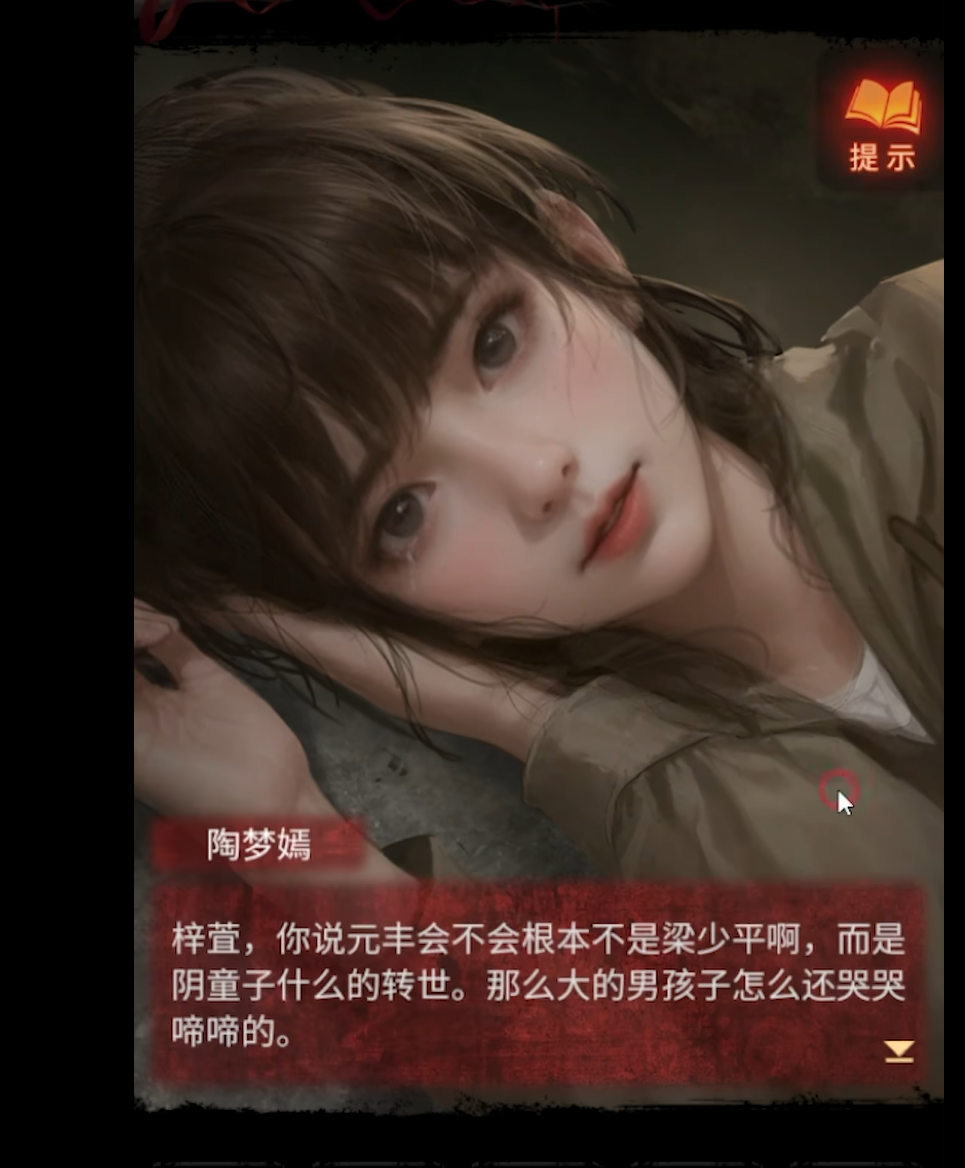 提示
陶梦嫣
梓萱，你说元丰会不会根本不是梁少平啊，而是
阴童子什么的转世。那么大的男孩子怎么还哭哭
啼啼的。